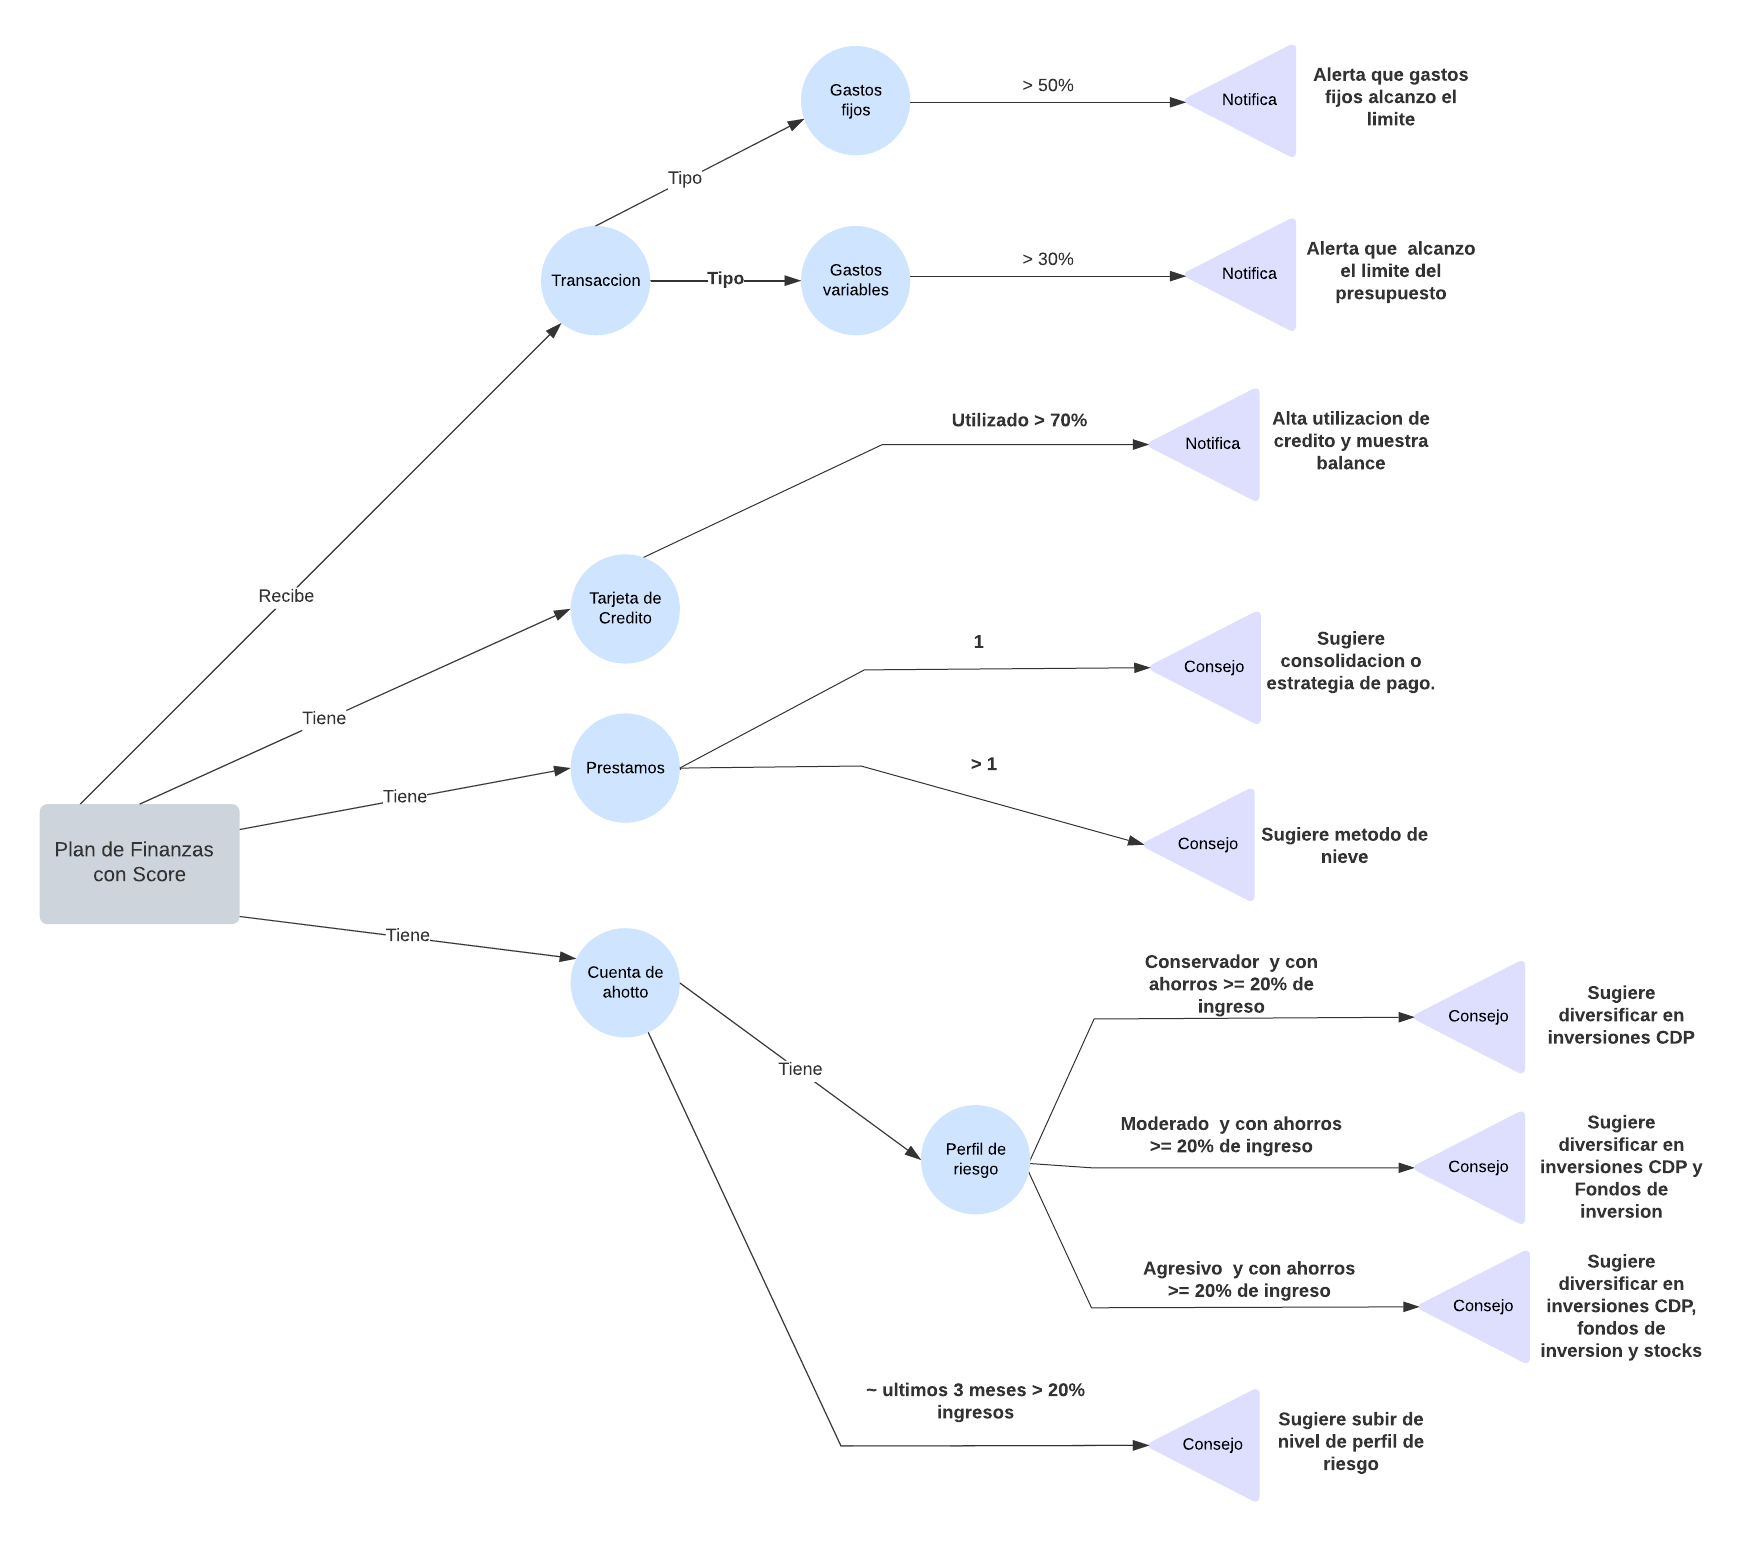 Gastos
fijos
> 50%
Notifica
Alerta que gastos
fijos alcanzo el
limite
Tipo
Transaccion
Tipo
Gastos
variables
> 30%
Notifica
Alerta que  alcanzo
el limite del
presupuesto
Utilizado > 70%
Notifica
Alta utilizacion de
credito y muestra
balance
Recibe
Tarjeta de
Credito
Tiene
1
Consejo
Sugiere
consolidacion o
estrategia de pago.
Tiene
Prestamos
> 1
Consejo
Sugiere metodo de
nieve
Plan de Finanzas
con Score
Tiene
Cuenta de
ahotto
Tiene
Perfil de
riesgo
Conservador  y con
ahorros >= 20% de
ingreso
Consejo
Sugiere
diversificar en
inversiones CDP
Moderado  y con ahorros
>= 20% de ingreso
Consejo
Sugiere
diversificar en
inversiones CDP y
Fondos de
inversion
Agresivo  y con ahorros
>= 20% de ingreso
Consejo
Sugiere
diversificar en
inversiones CDP,
fondos de
inversion y stocks
~ ultimos 3 meses > 20%
ingresos
Consejo
Sugiere subir de
nivel de perfil de
riesgo